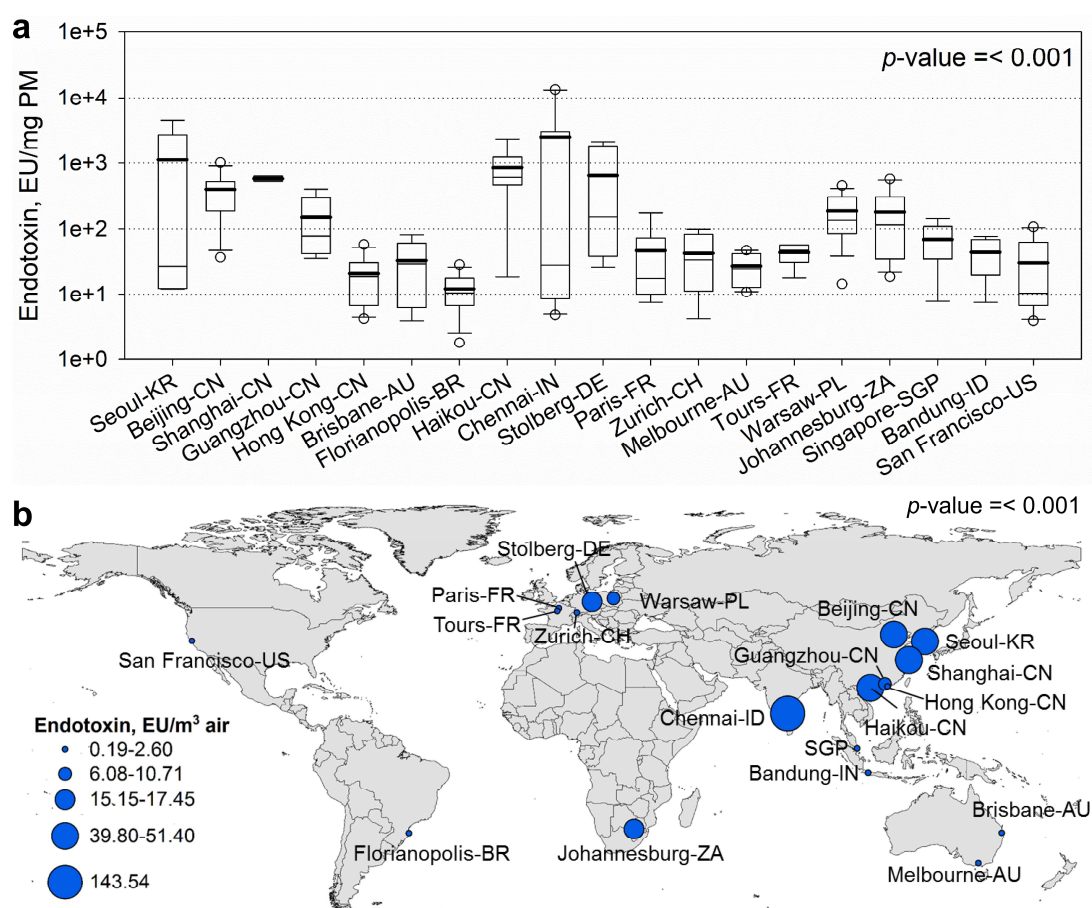 a
p-value =< 0.001
Endotoxin, EU/mg PM
1e+5
1e+4
1e+3
1e+2
1e+1
1e+0
Seoul-KR
Beijing-CN
Shanghai-CN
Guangzhou-CN
Hong Kong-CN
Brisbane-AU
Florianopolis-BR
Haikou-CN
Chennai-IN
Stolberg-DE
Paris-FR
Zurich-CH
Melbourne-AU
Tours-FR
Warsaw-PL
Johannesburg-ZA
Singapore-SGP
Bandung-ID
San Francisco-US
b
p-value =< 0.001
Stolberg-DE
Paris-FR
Warsaw-PL
Tours-FR
Zurich-CH
Beijing-CN
Seoul-KR
San Francisco-US
Guangzhou-CN
Shanghai-CN
Hong Kong-CN
Chennai-ID
Haikou-CN
SGP
Bandung-IN
Brisbane-AU
Florianopolis-BR
Johannesburg-ZA
Melbourne-AU
Endotoxin, EU/m³ air
0.19-2.60
6.08-10.71
15.15-17.45
39.80-51.40
143.54